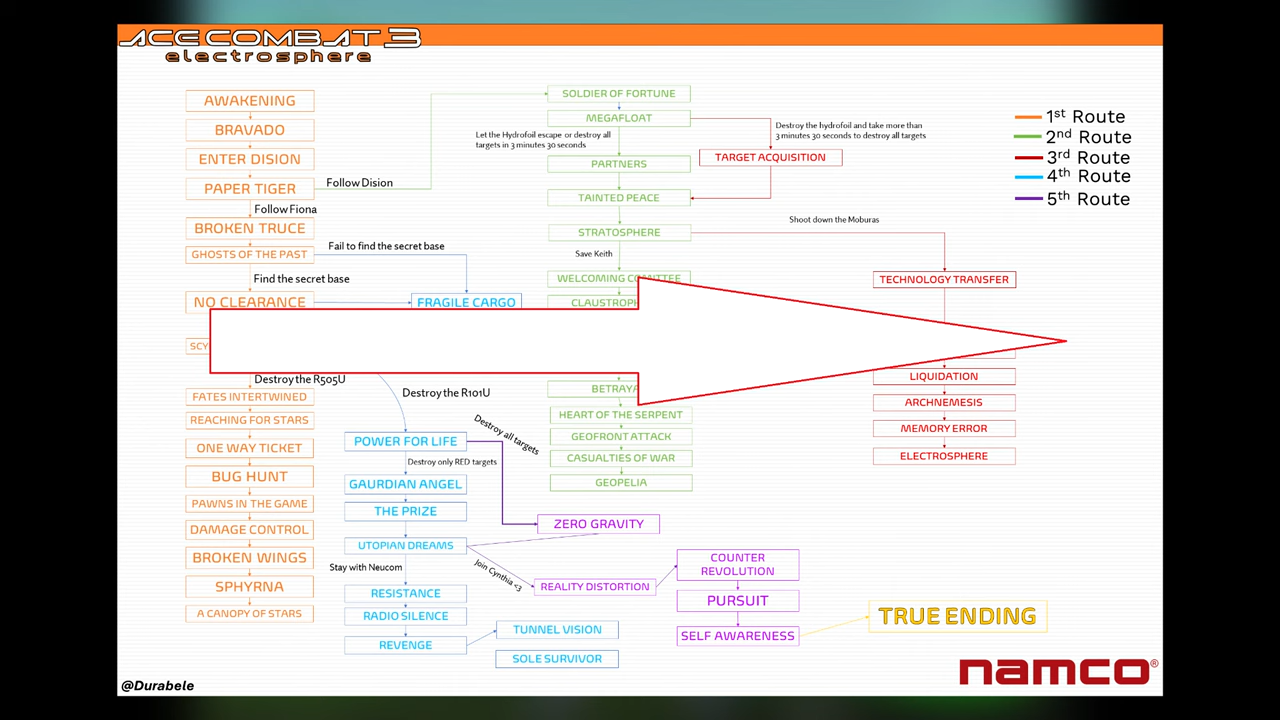 ACE COMBAT 3
electrosphere
AWAKENING
BRAVADO
ENTER DISION
PAPER TIGER
Follow Dision
Follow Fiona
BROKEN TRUCE
GHOSTS OF THE PAST
Fail to find the secret base
Find the secret base
NO CLEARANCE
FRAGILE CARGO
SCY
Destroy the R505U
FATES INTERTWINED
REACHING FOR STARS
ONE WAY TICKET
BUG HUNT
PAWNS IN THE GAME
DAMAGE CONTROL
BROKEN WINGS
SPHYRNA
A CANOPY OF STARS
Destroy the R101U
POWER FOR LIFE
Destroy all targets
Destroy only RED targets
GAURDIAN ANGEL
THE PRIZE
UTOPIAN DREAMS
Stay with Neucom
Join Cynthia <3
RESISTANCE
RADIO SILENCE
REVENGE
TUNNEL VISION
SOLE SURVIVOR
SOLDIER OF FORTUNE
MEGAFLOAT
Let the Hydrofoil escape or destroy all
targets in 3 minutes 30 seconds
Destroy the hydrofoil and take more than
3 minutes 30 seconds to destroy all targets
PARTNERS
TARGET ACQUISITION
TAINTED PEACE
STRATOSPHERE
Shoot down the Moburas
Save Keith
WELCOMING COMITTEE
CLAUSTROPH
BETRAYA
HEART OF THE SERPENT
GEOFRONT ATTACK
CASUALTIES OF WAR
GEOPELIA
TECHNOLOGY TRANSFER
LIQUIDATION
ARCHNEMESIS
MEMORY ERROR
ELECTROSPHERE
ZERO GRAVITY
REALITY DISTORTION
COUNTER
REVOLUTION
PURSUIT
SELF AWARENESS
TRUE ENDING
1st Route
2nd Route
3rd Route
4th Route
5th Route
@Durabele
namco®